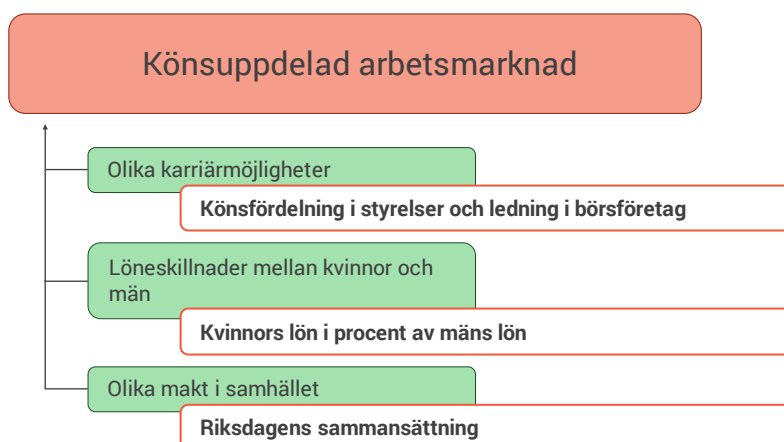 Könsuppdelad arbetsmarknad
Olika karriärmöjligheter
Könsfördelning i styrelser och ledning i börsföretag
Löneskillnader mellan kvinnor och
män
Kvinnors lön i procent av mäns lön
Olika makt i samhället
Riksdagens sammansättning